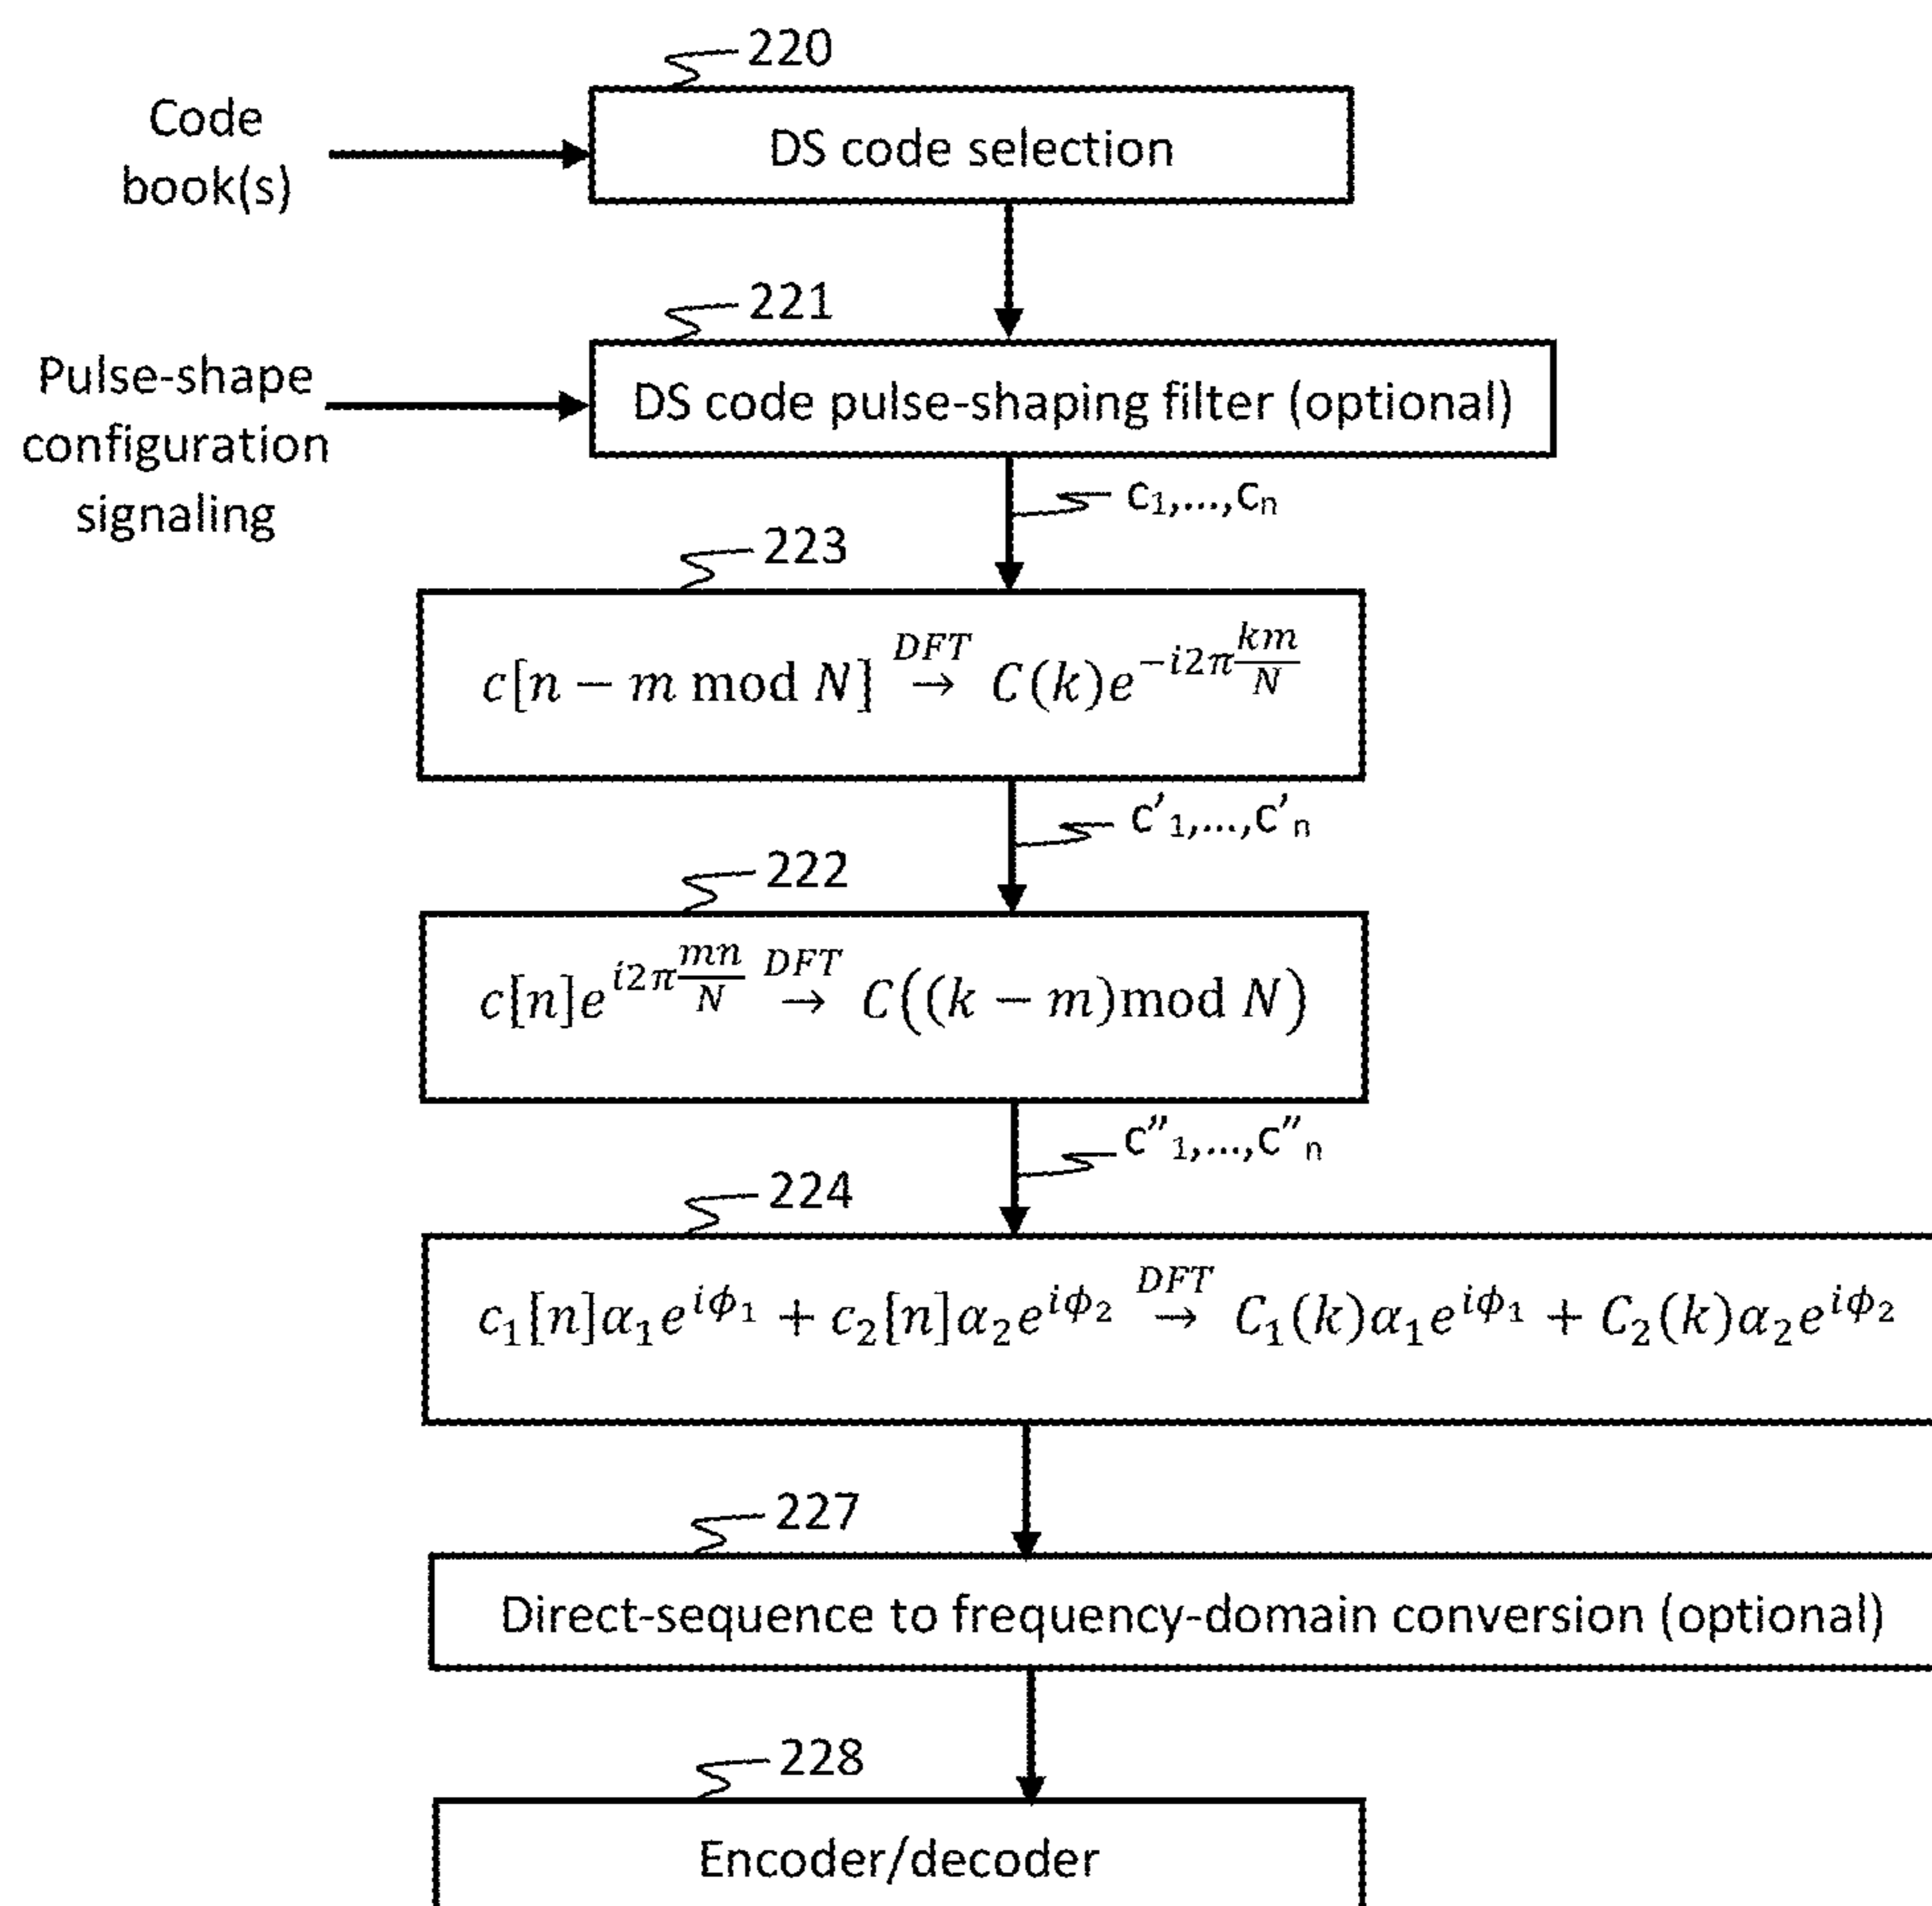 220
Code
book(s)
DS code selection
221
Pulse-shape
configuration
signaling
DS code pulse-shaping filter (optional)
c₁,...,cₙ
223
c[n − m mod N] →^{DFT} C(k)e^{−i2π\frac{km}{N}}
c'₁,...,c'ₙ
222
c[n]e^{i2π\frac{mn}{N}} →^{DFT} C((k − m)mod N)
c"₁,...,c"ₙ
224
c₁[n]α₁e^{iϕ₁} + c₂[n]α₂e^{iϕ₂} →^{DFT} C₁(k)α₁e^{iϕ₁} + C₂(k)α₂e^{iϕ₂}
227
Direct-sequence to frequency-domain conversion (optional)
228
Encoder/decoder